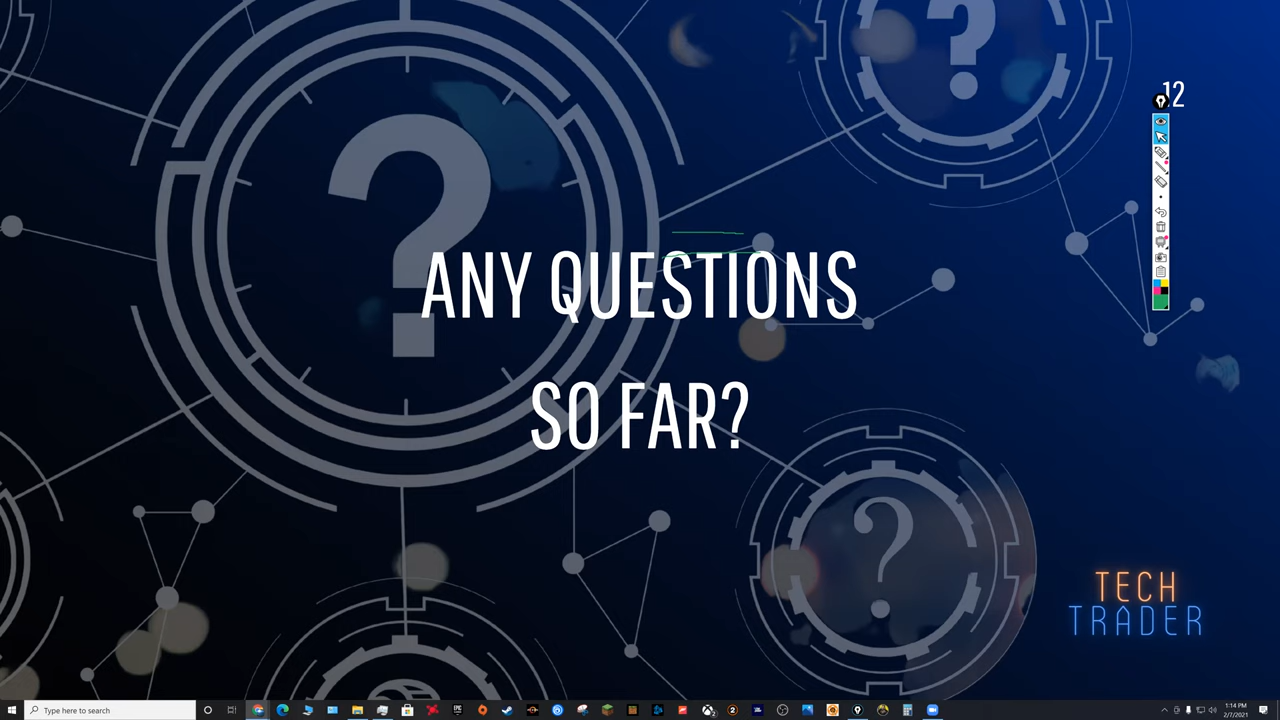 12
ANY QUESTIONS
SO FAR?
TECH
TRADER
Type here to search
1:14 PM
2/7/2021